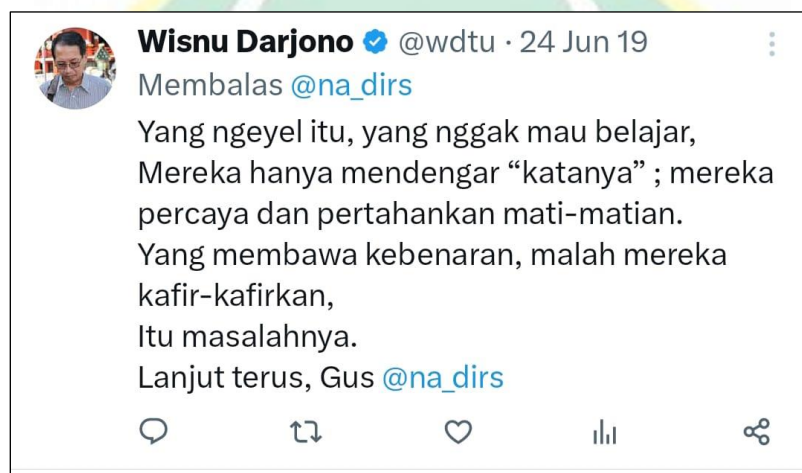 Wisnu Darjono @wdtu · 24 Jun 19
Membalas @na_dirs
Yang ngeyel itu, yang nggak mau belajar,
Mereka hanya mendengar “katanya” ; mereka
percaya dan pertahankan mati-matian.
Yang membawa kebenaran, malah mereka
kafir-kafirkan,
Itu masalahnya.
Lanjut terus, Gus @na_dirs